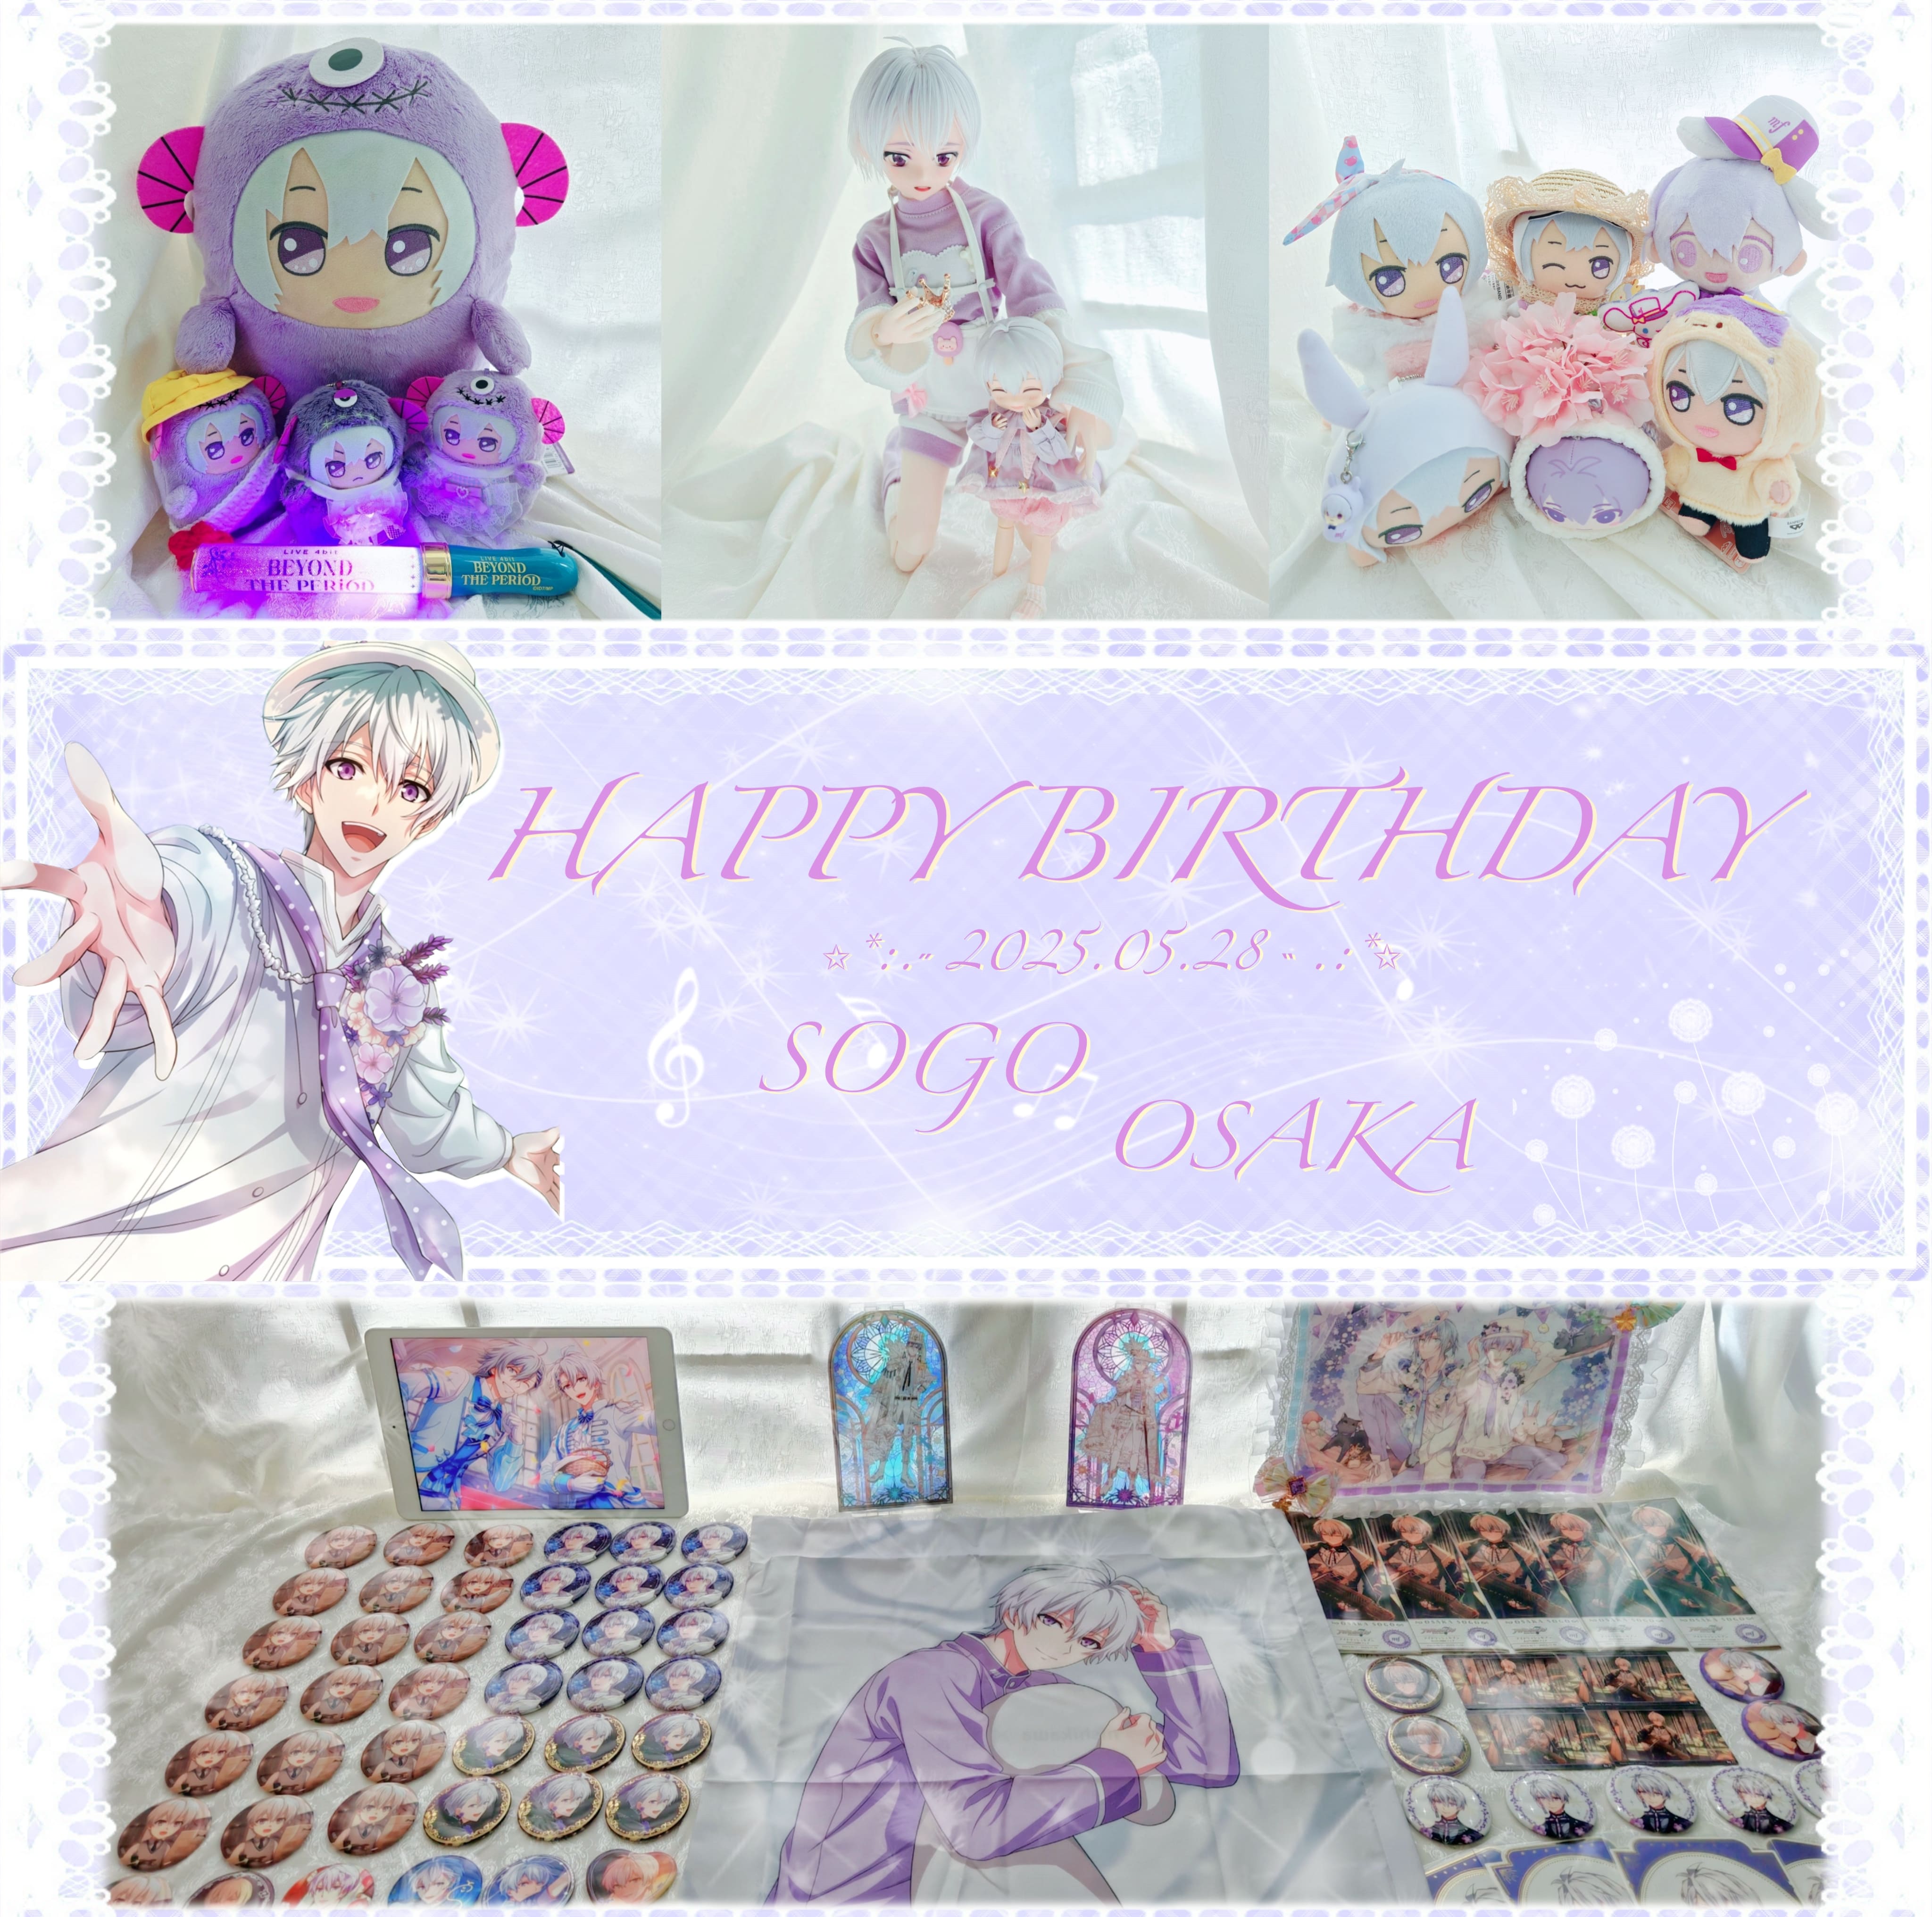 LIVE 4bit
BEYOND
THE PERiOD
LIVE 4bit
BEYOND
THE PERiOD
HAPPY BIRTHDAY
☆ *:.„ 2025.05.28 “ .: *☆
SOGO
OSAKA